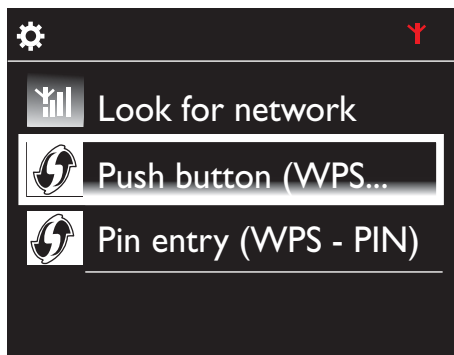 Look for network
Push button (WPS...
Pin entry (WPS - PIN)